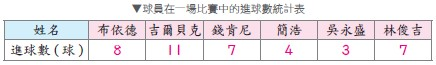 ▼球員在一場比賽中的進球數統計表
姓名 布依德 吉爾貝克 錢肯尼 簡浩 吳永盛 林俊吉
進球數(球) 8 11 7 4 3 7